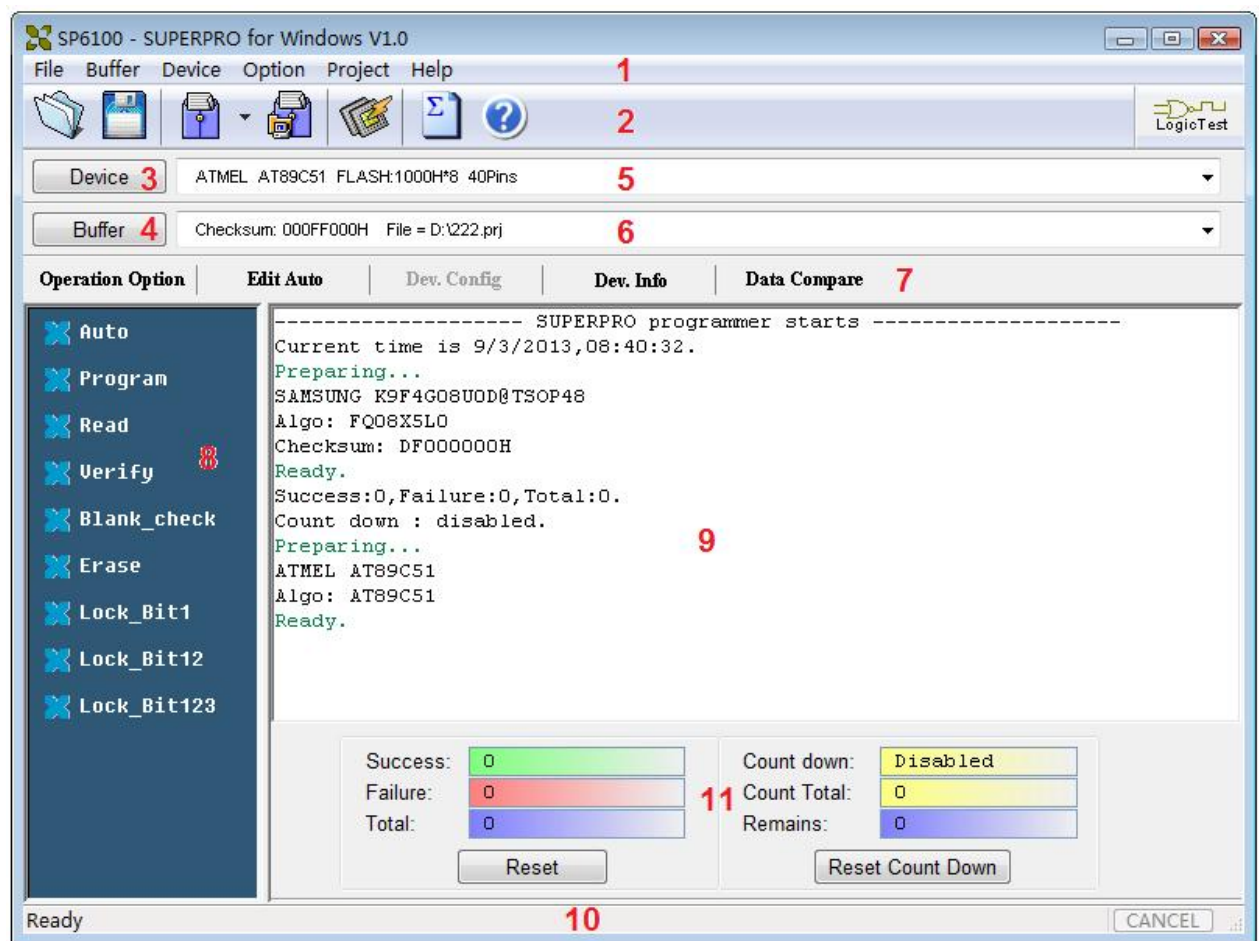 SP6100 - SUPERPRO for Windows V1.0
File Buffer Device Option Project Help 1
Σ ? 2 LogicTest
Device 3 ATMEL AT89C51 FLASH:1000H*8 40Pins 5
Buffer 4 Checksum: 000FF000H File = D:\222.prj 6
Operation Option Edit Auto Dev. Config Dev. Info Data Compare 7
Auto
Program
Read
Verify
8
Blank_check
Erase
Lock_Bit1
Lock_Bit12
Lock_Bit123
-------------------- SUPERPRO programmer starts --------------------
Current time is 9/3/2013,08:40:32.
Preparing...
SAMSUNG K9F4G08U0D@TSOP48
Algo: FQ08X5L0
Checksum: DF000000H
Ready.
Success:0,Failure:0,Total:0.
Count down : disabled.
9
Preparing...
ATMEL AT89C51
Algo: AT89C51
Ready.
Success: 0
Failure: 0
Total: 0
Reset
11
Count down: Disabled
Count Total: 0
Remains: 0
Reset Count Down
Ready 10 CANCEL